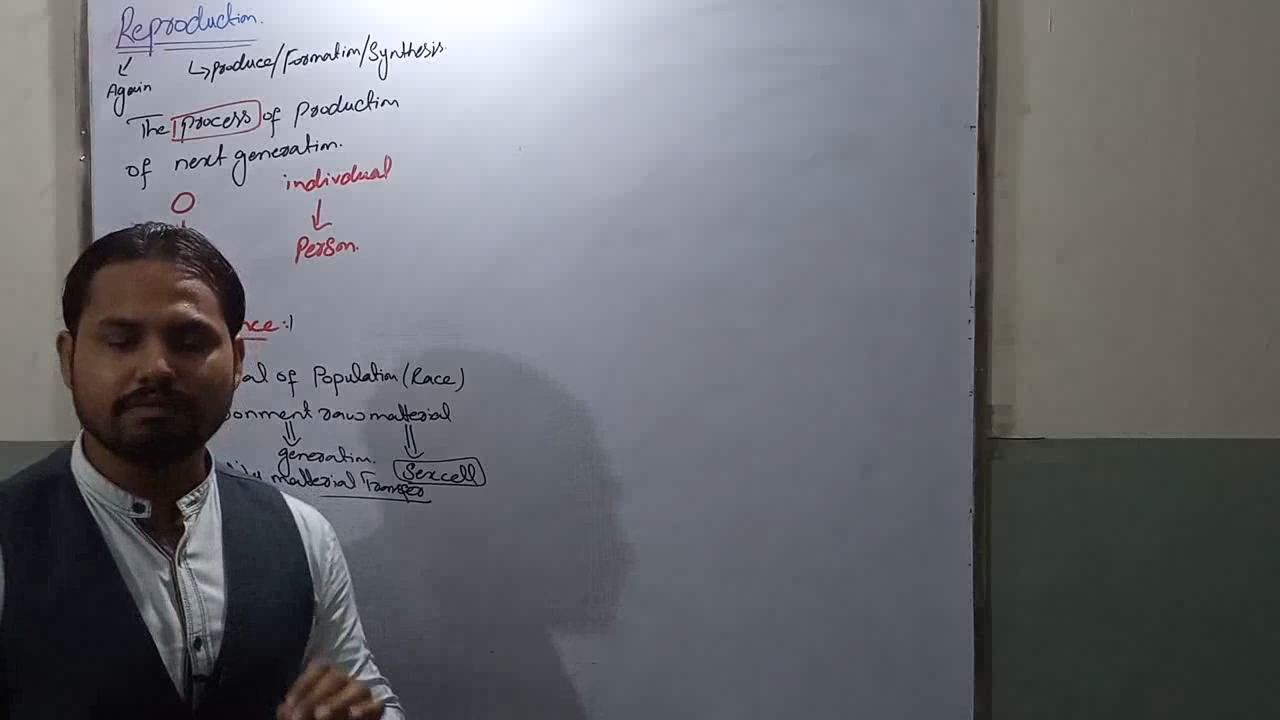 Reproduction.
↳ produce/Formation/Synthesis
Again
The process of production
of next generation.
individual
Person.
nce :|
al of Population (Race)
onment raw material
generation.
Sexcell
material Transfer